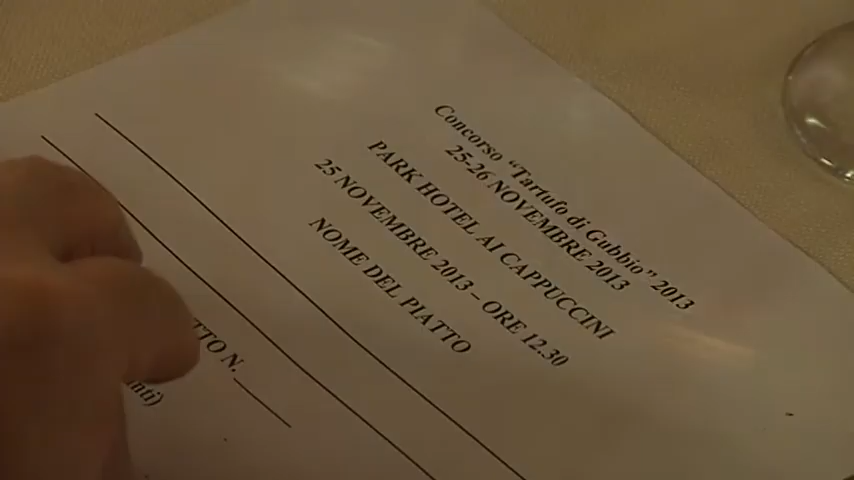 Concorso “Tartufo di Gubbio” 2013
25-26 NOVEMBRE 2013
PARK HOTEL AI CAPPUCCINI
25 NOVEMBRE 2013 – ORE 12.30
NOME DEL PIATTO
N.